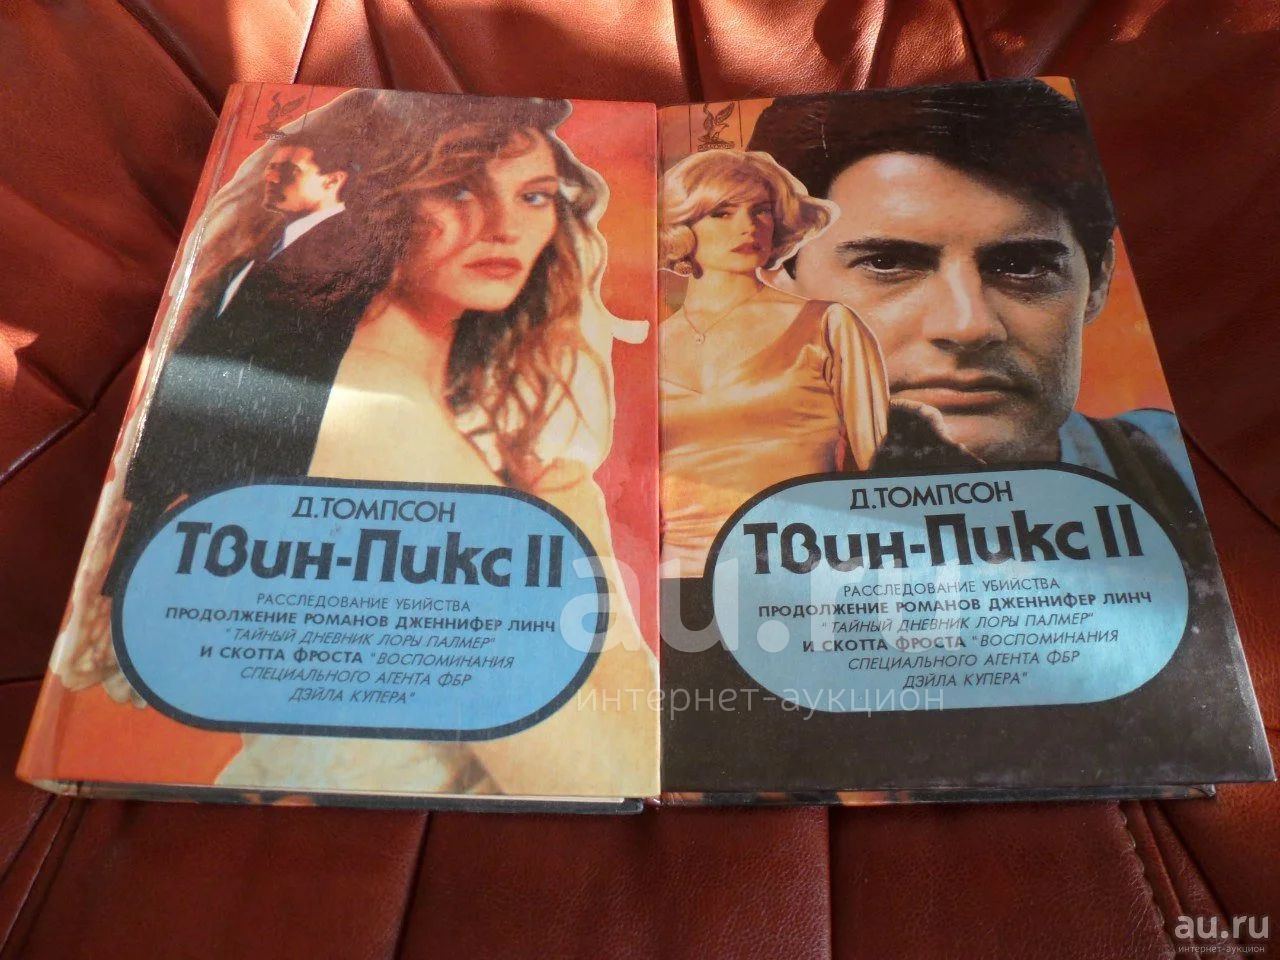 Д.ТОМПСОН
Твин-Пикс II
РАССЛЕДОВАНИЕ УБИЙСТВА
ПРОДОЛЖЕНИЕ РОМАНОВ ДЖЕННИФЕР ЛИНЧ
"ТАЙНЫЙ ДНЕВНИК ЛОРЫ ПАЛМЕР"
И СКОТТА ФРОСТА "ВОСПОМИНАНИЯ
СПЕЦИАЛЬНОГО АГЕНТА ФБР
ДЭЙЛА КУПЕРА"
Д.ТОМПСОН
Твин-Пикс II
РАССЛЕДОВАНИЕ УБИЙСТВА
ПРОДОЛЖЕНИЕ РОМАНОВ ДЖЕННИФЕР ЛИНЧ
"ТАЙНЫЙ ДНЕВНИК ЛОРЫ ПАЛМЕР"
И СКОТТА ФРОСТА "ВОСПОМИНАНИЯ
СПЕЦИАЛЬНОГО АГЕНТА ФБР
ДЭЙЛА КУПЕРА"
au.ru
интернет-аукцион
au.ru
интернет-аукцион